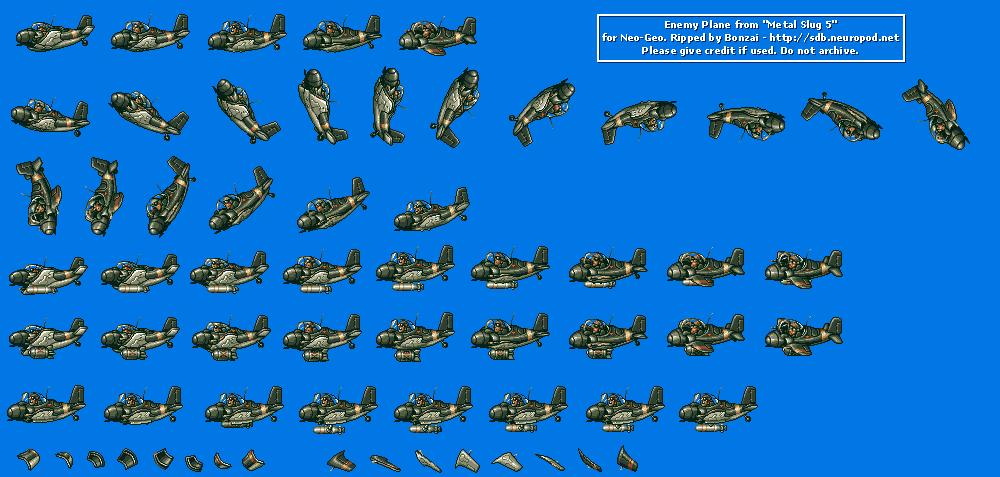 Enemy Plane from "Metal Slug 5"
for Neo-Geo. Ripped by Bonzai - http://sdb.neuropod.net
Please give credit if used. Do not archive.